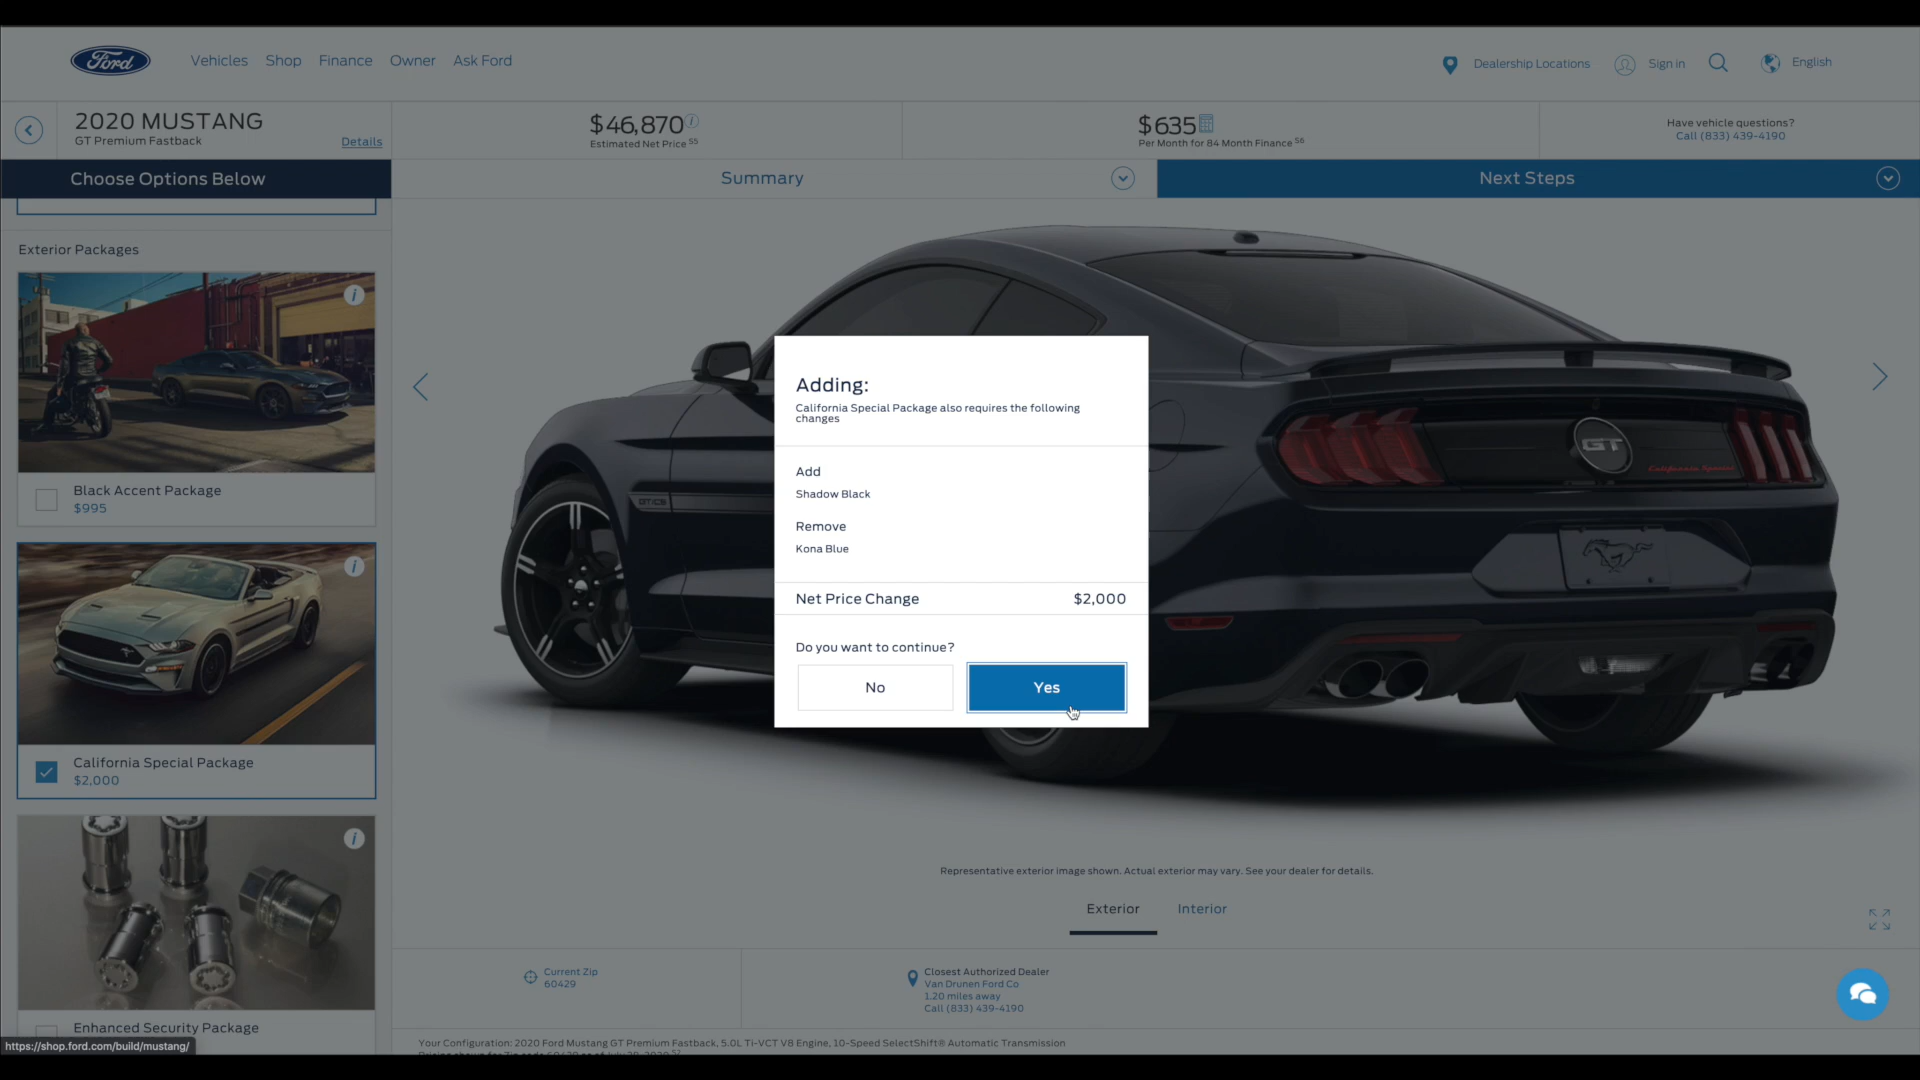 Ford
Vehicles Shop Finance Owner Ask Ford
Dealership Locations
Sign in
English
2020 MUSTANG
GT Premium Fastback
Details
$46,870
Estimated Net Price 55
$635
Per Month for 84 Month Finance 56
Have vehicle questions?
Call (833) 439-4190
Choose Options Below
Summary
Next Steps
Exterior Packages
Black Accent Package
$995
California Special Package
$2,000
Enhanced Security Package
https://shop.ford.com/build/mustang/
GT
California Special
GT/CS
Adding:
California Special Package also requires the following
changes
Add
Shadow Black
Remove
Kona Blue
Net Price Change $2,000
Do you want to continue?
No
Yes
Representative exterior image shown. Actual exterior may vary. See your dealer for details.
Exterior
Interior
Current Zip
60429
Closest Authorized Dealer
Van Drunen Ford Co
1.20 miles away
Call (833) 439-4190
Your Configuration: 2020 Ford Mustang GT Premium Fastback, 5.0L Ti-VCT V8 Engine, 10-Speed SelectShift® Automatic Transmission